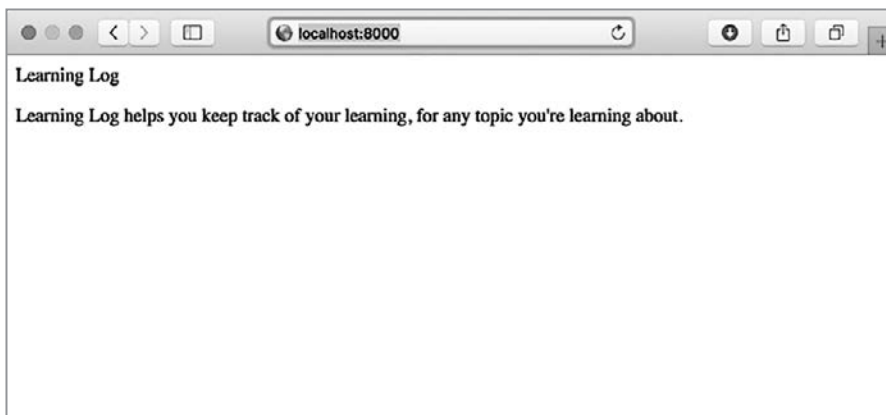 localhost:8000
Learning Log
Learning Log helps you keep track of your learning, for any topic you're learning about.